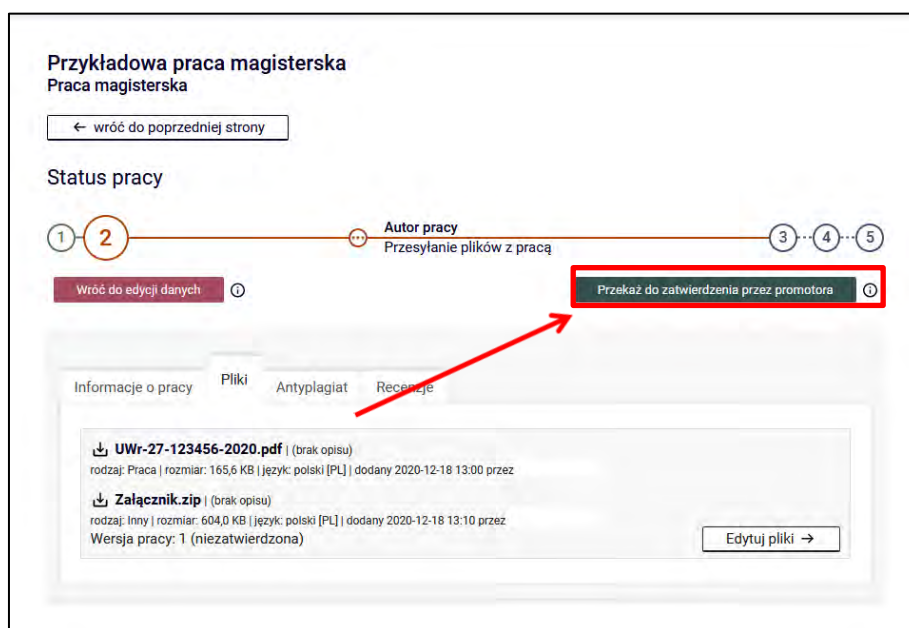 Przykładowa praca magisterska
Praca magisterska
← wróć do poprzedniej strony
Status pracy
1 2 Autor pracy 3 4 5
Przesyłanie plików z pracą
Wróć do edycji danych
Przekaż do zatwierdzenia przez promotora
Informacje o pracy Pliki Antyplagiat Recenzje
UWr-27-123456-2020.pdf | (brak opisu)
rodzaj: Praca | rozmiar: 165,6 KB | język: polski [PL] | dodany 2020-12-18 13:00 przez
Załącznik.zip | (brak opisu)
rodzaj: Inny | rozmiar: 604,0 KB | język: polski [PL] | dodany 2020-12-18 13:10 przez
Wersja pracy: 1 (niezatwierdzona)
Edytuj pliki →